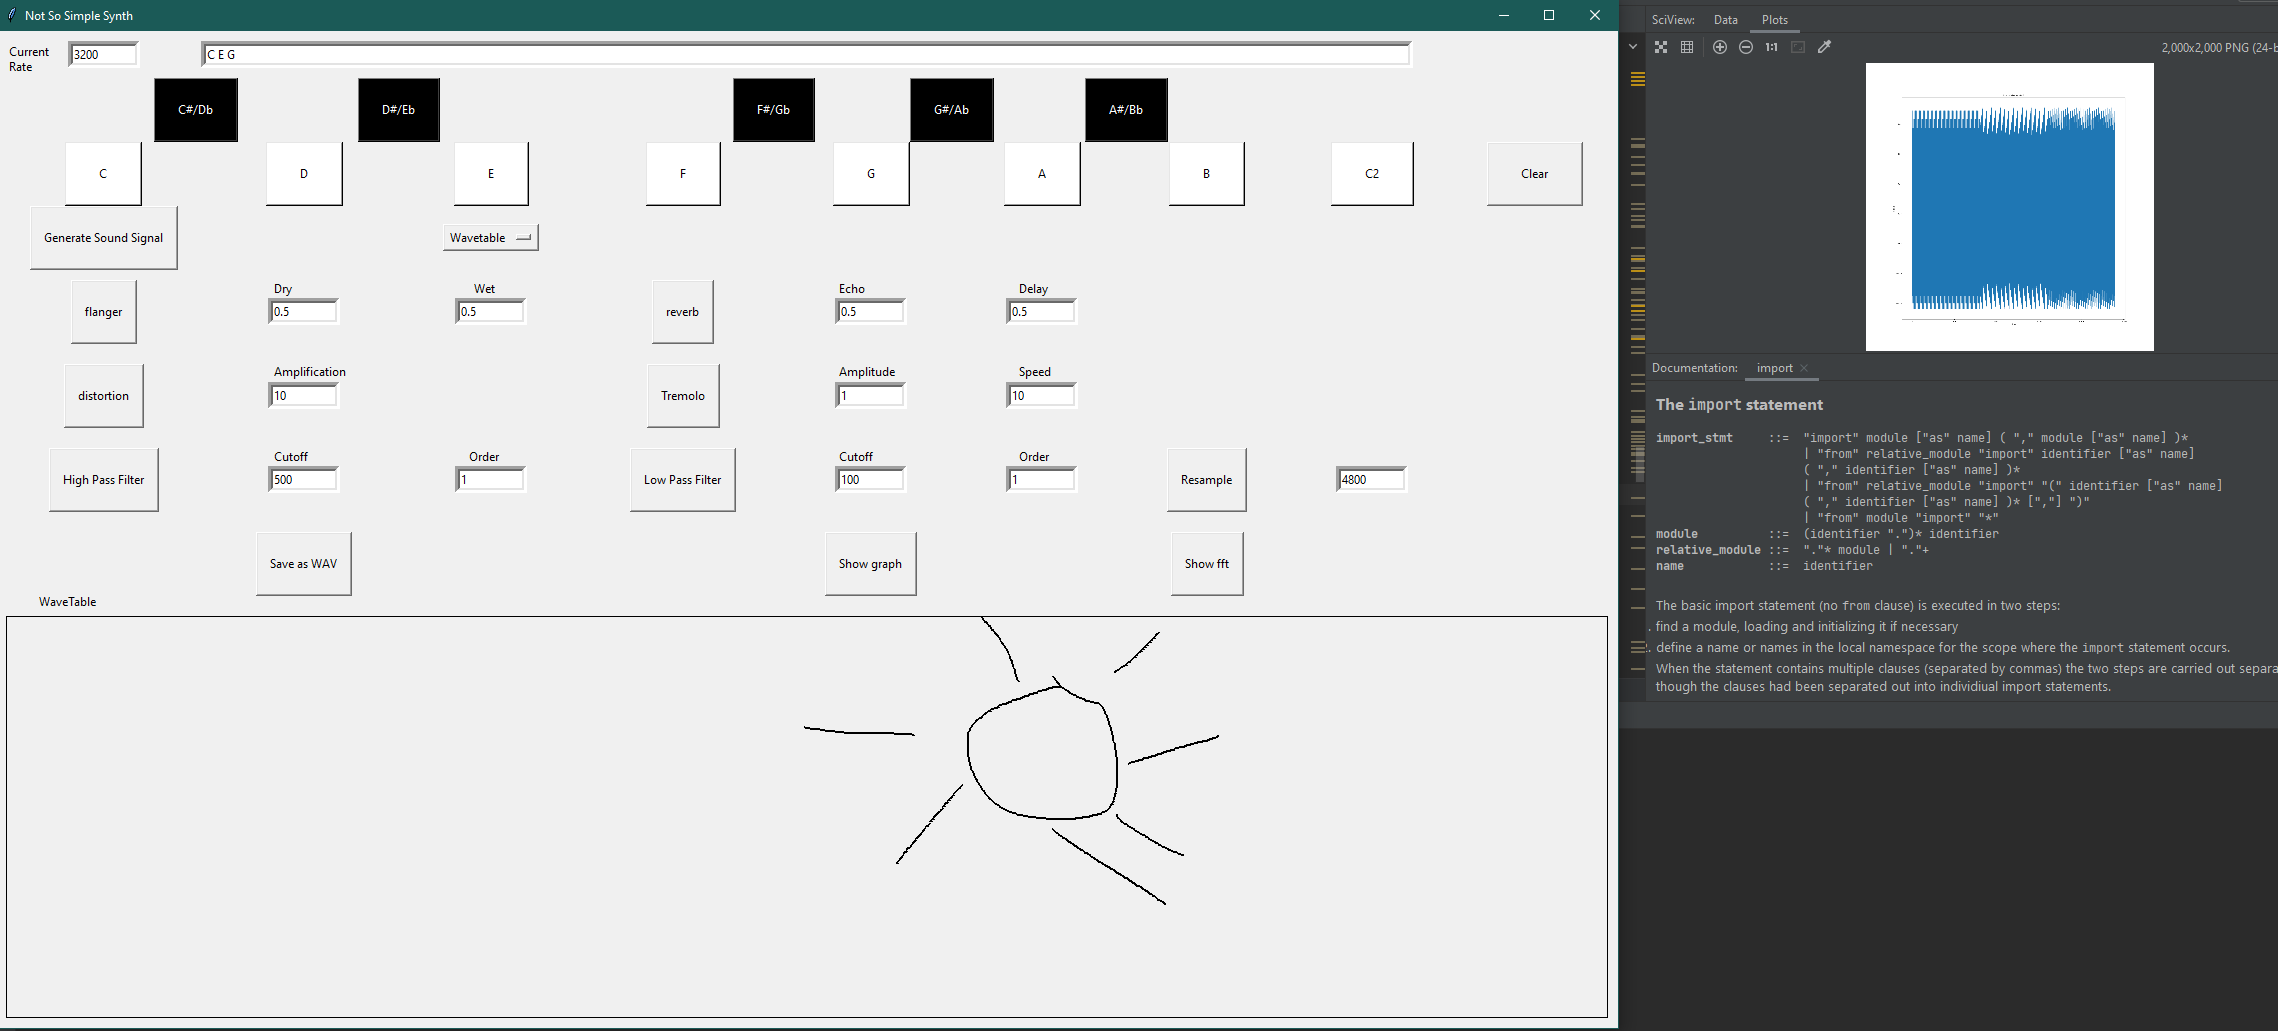 Not So Simple Synth
Current
Rate
3200
C E G
C#/Db
D#/Eb
F#/Gb
G#/Ab
A#/Bb
C
D
E
F
G
A
B
C2
Clear
Generate Sound Signal
Wavetable
flanger
Dry
0.5
Wet
0.5
reverb
Echo
0.5
Delay
0.5
distortion
Amplification
10
Tremolo
Amplitude
1
Speed
10
High Pass Filter
Cutoff
500
Order
1
Low Pass Filter
Cutoff
100
Order
1
Resample
4800
Save as WAV
Show graph
Show fft
WaveTable
SciView:
Data
Plots
1:1
2,000x2,000 PNG (24-b
Documentation:
import
The import statement
import_stmt ::= "import" module ["as" name] ( "," module ["as" name] )*
| "from" relative_module "import" identifier ["as" name]
( "," identifier ["as" name] )*
| "from" relative_module "import" "(" identifier ["as" name]
( "," identifier ["as" name] )* [","] ")"
| "from" module "import" "*"
module ::= (identifier ".")* identifier
relative_module ::= "."* module | "."+
name ::= identifier
The basic import statement (no from clause) is executed in two steps:
. find a module, loading and initializing it if necessary
. define a name or names in the local namespace for the scope where the import statement occurs.
When the statement contains multiple clauses (separated by commas) the two steps are carried out separa
though the clauses had been separated out into individiual import statements.